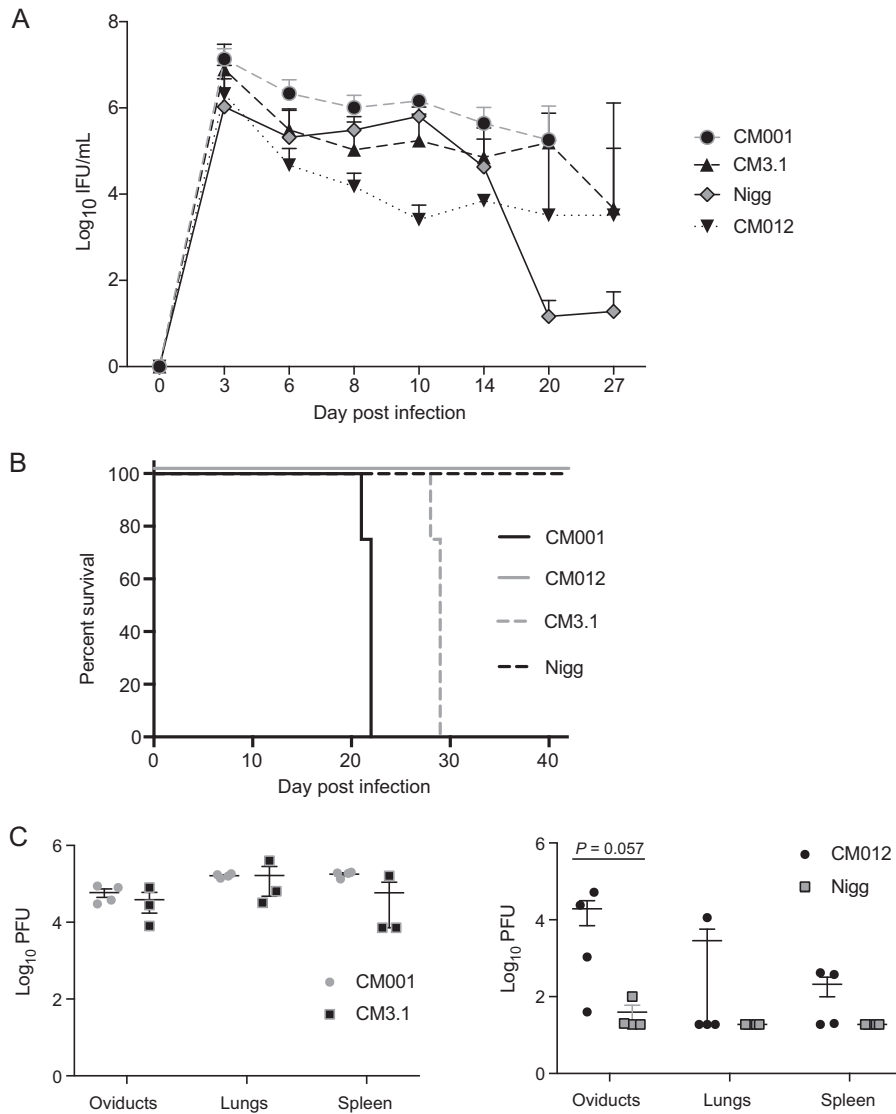 A
8
6
4
2
0
Log10 IFU/mL
0 3 6 8 10 14 20 27
Day post infection
CM001
CM3.1
Nigg
CM012
B
100
80
60
40
20
0
Percent survival
0 10 20 30 40
Day post infection
CM001
CM012
CM3.1
Nigg
C
6
4
2
0
Log10 PFU
Oviducts Lungs Spleen
CM001
CM3.1
6
4
2
0
Log10 PFU
P = 0.057
Oviducts Lungs Spleen
CM012
Nigg